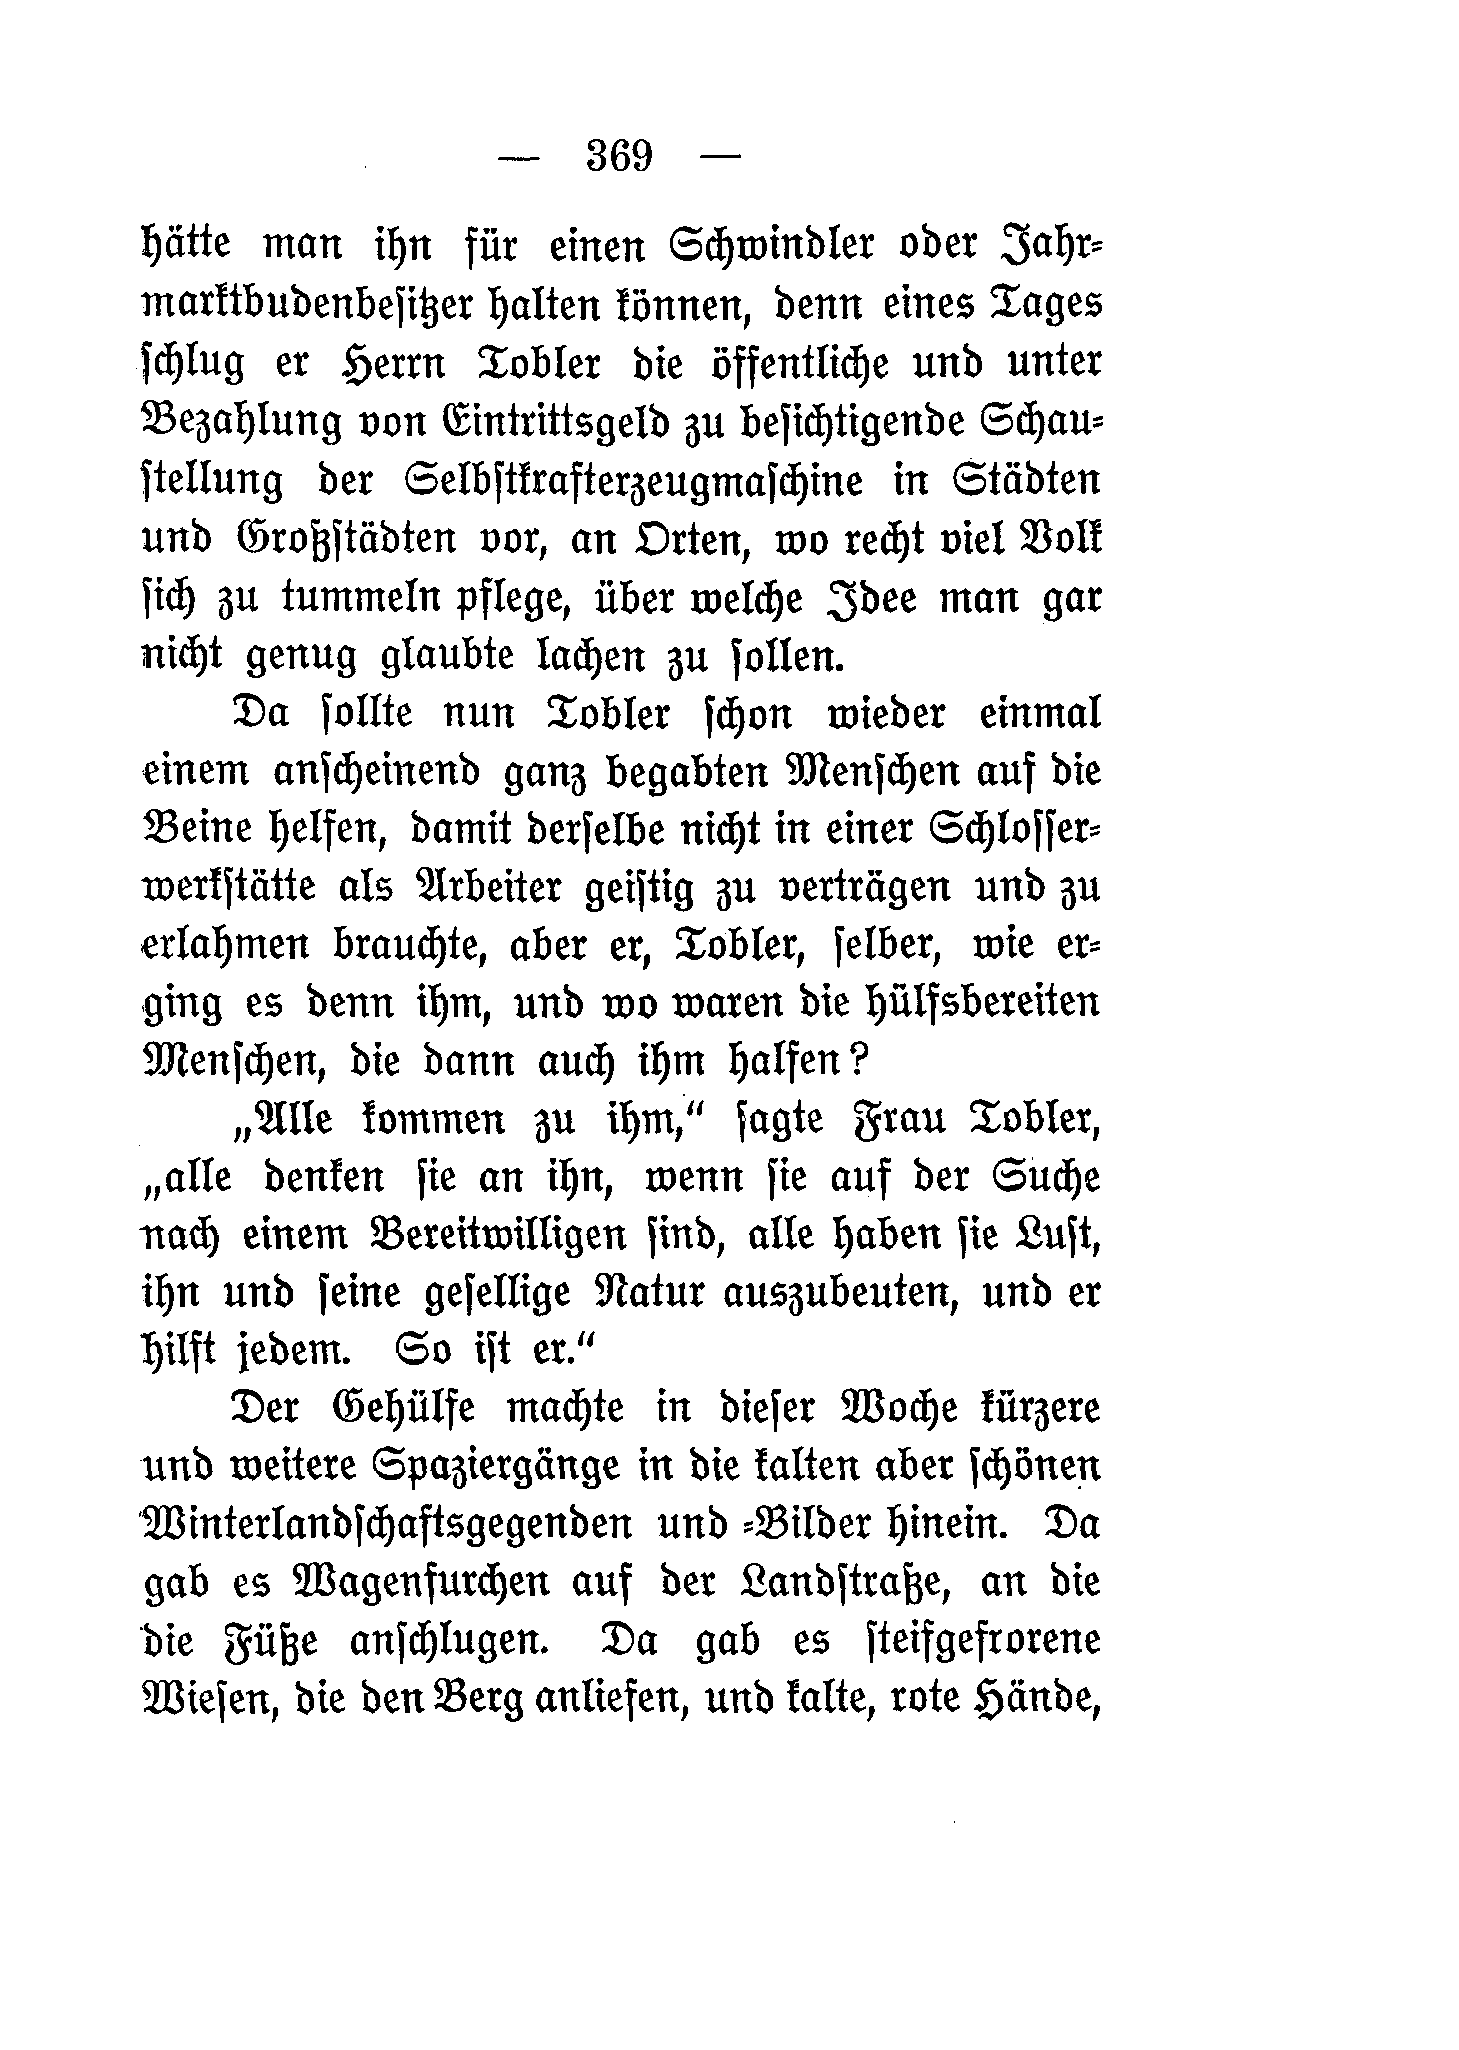 — 369 —
hätte man ihn für einen Schwindler oder Jahr⸗
marktbudenbeſitzer halten können, denn eines Tages
ſchlug er Herrn Tobler die öffentliche und unter
Bezahlung von Eintrittsgeld zu beſichtigende Schau⸗
ſtellung der Selbſtkrafterzeugmaſchine in Städten
und Großſtädten vor, an Orten, wo recht viel Volk
ſich zu tummeln pflege, über welche Idee man gar
nicht genug glaubte lachen zu ſollen.
Da ſollte nun Tobler ſchon wieder einmal
einem anſcheinend ganz begabten Menſchen auf die
Beine helfen, damit derſelbe nicht in einer Schloſſer⸗
werkſtätte als Arbeiter geiſtig zu verträgen und zu
erlahmen brauchte, aber er, Tobler, ſelber, wie er⸗
ging es denn ihm, und wo waren die hülfsbereiten
Menſchen, die dann auch ihm halfen?
„Alle kommen zu ihm,“ ſagte Frau Tobler,
„alle denken ſie an ihn, wenn ſie auf der Suche
nach einem Bereitwilligen ſind, alle haben ſie Luſt,
ihn und ſeine geſellige Natur auszubeuten, und er
hilft jedem. So iſt er.“
Der Gehülfe machte in dieſer Woche kürzere
und weitere Spaziergänge in die kalten aber ſchönen
Winterlandſchaftsgegenden und ⸗Bilder hinein. Da
gab es Wagenfurchen auf der Landſtraße, an die
die Füße anſchlugen. Da gab es ſteifgefrorene
Wieſen, die den Berg anliefen, und kalte, rote Hände,